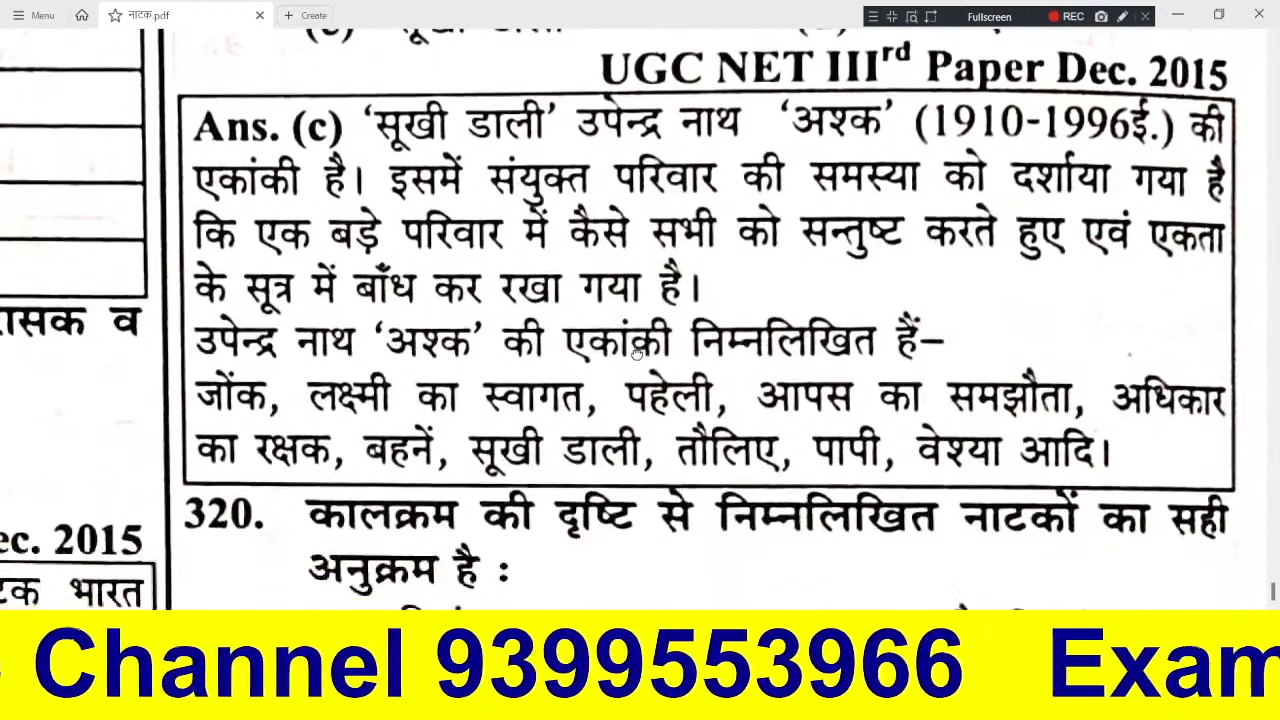 Menu
नाटक.pdf
Create
Fullscreen
REC
UGC NET IIIrd Paper Dec. 2015
Ans. (c) ‘सूखी डाली’ उपेन्द्र नाथ ‘अश्क’ (1910-1996ई.) की
एकांकी है। इसमें संयुक्त परिवार की समस्या को दर्शाया गया है
कि एक बड़े परिवार में कैसे सभी को सन्तुष्ट करते हुए एवं एकता
के सूत्र में बाँध कर रखा गया है।
उपेन्द्र नाथ ‘अश्क’ की एकांकी निम्नलिखित हैं–
जोंक, लक्ष्मी का स्वागत, पहेली, आपस का समझौता, अधिकार
का रक्षक, बहनें, सूखी डाली, तौलिए, पापी, वेश्या आदि।
320. कालक्रम की दृष्टि से निम्नलिखित नाटकों का सही
अनुक्रम है :
व
2015
भारत
Channel 9399553966 Exam